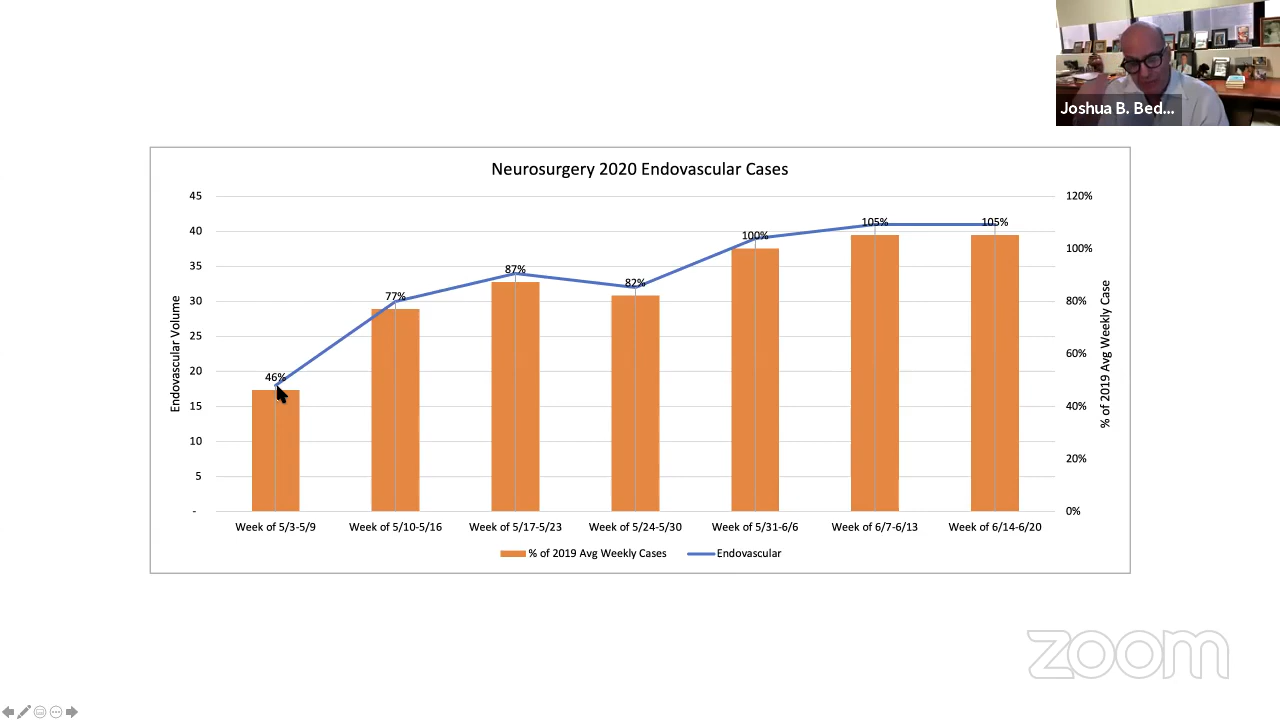 Joshua B. Bed...
Neurosurgery 2020 Endovascular Cases
45
40
35
30
25
20
15
10
5
-
Endovascular Volume
120%
100%
80%
60%
40%
20%
0%
% of 2019 Avg Weekly Case
46%
77%
87%
82%
100%
105%
105%
Week of 5/3-5/9
Week of 5/10-5/16
Week of 5/17-5/23
Week of 5/24-5/30
Week of 5/31-6/6
Week of 6/7-6/13
Week of 6/14-6/20
% of 2019 Avg Weekly Cases
Endovascular
zoom